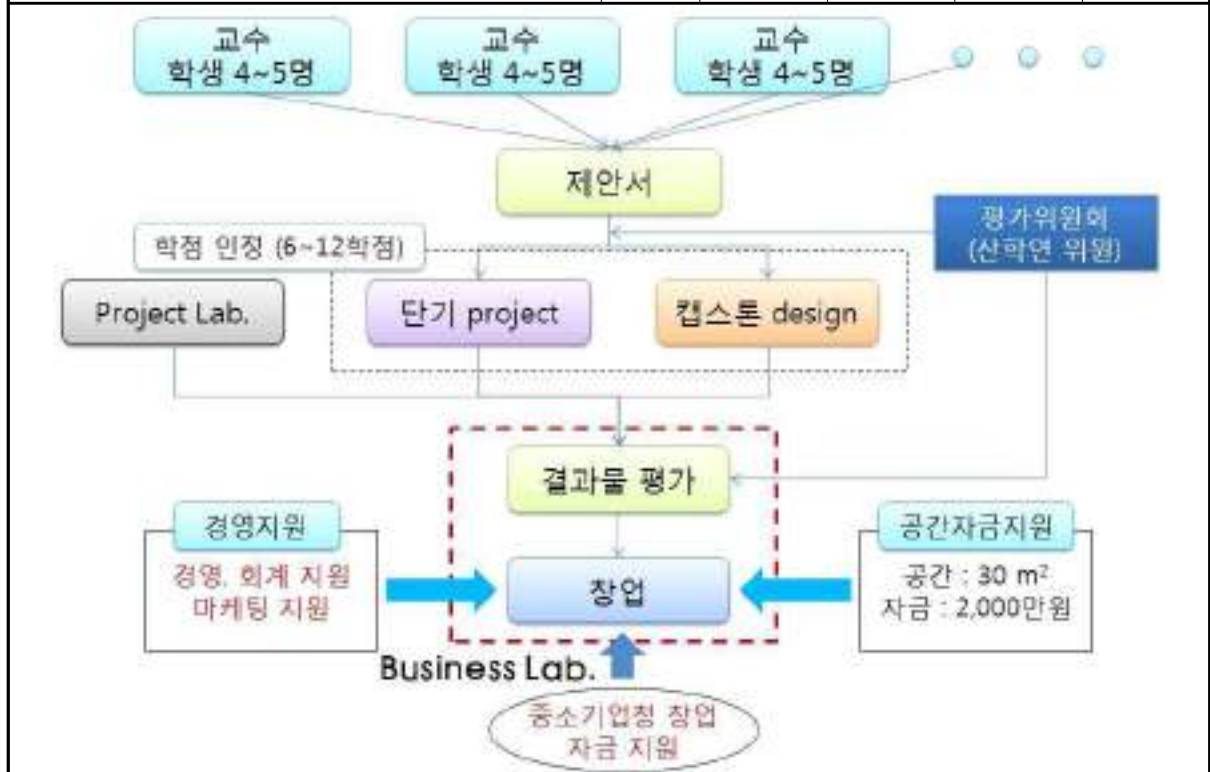 교수
학생 4~5명
교수
학생 4~5명
교수
학생 4~5명
제안서
평가위원회
(산학연 위원)
학점 인정 (6~12학점)
Project Lab.
단기 project
캡스톤 design
결과물 평가
경영지원
경영, 회계 지원
마케팅 지원
공간자금지원
공간 : 30 m²
자금 : 2,000만원
창업
Business Lab.
중소기업청 창업
자금 지원